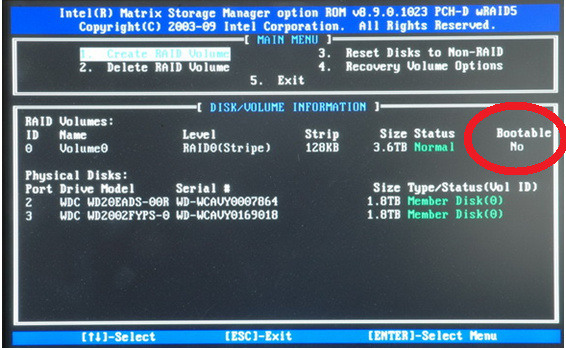 Intel(R) Matrix Storage Manager option ROM v8.9.0.1023 PCH-D wRAID5
Copyright(C) 2003-09 Intel Corporation. All Rights Reserved.
[ MAIN MENU ]
1. Create RAID Volume 3. Reset Disks to Non-RAID
2. Delete RAID Volume 4. Recovery Volume Options
5. Exit
[ DISK/VOLUME INFORMATION ]
RAID Volumes:
ID Name Level Strip Size Status Bootable
0 Volume0 RAID0(Stripe) 128KB 3.6TB Normal No
Physical Disks:
Port Drive Model Serial # Size Type/Status(Vol ID)
2 WDC WD20EADS-00R WD-WCAVY0007864 1.8TB Member Disk(0)
3 WDC WD2002FYPS-0 WD-WCAVY0169018 1.8TB Member Disk(0)
[↑↓]-Select [ESC]-Exit [ENTER]-Select Menu